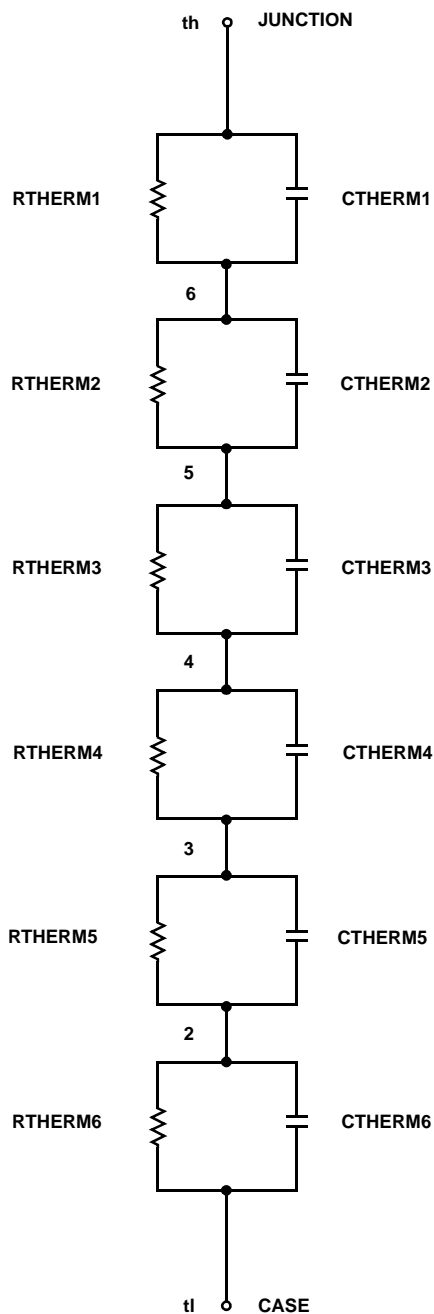 th JUNCTION
RTHERM1 CTHERM1
6
RTHERM2 CTHERM2
5
RTHERM3 CTHERM3
4
RTHERM4 CTHERM4
3
RTHERM5 CTHERM5
2
RTHERM6 CTHERM6
tl CASE